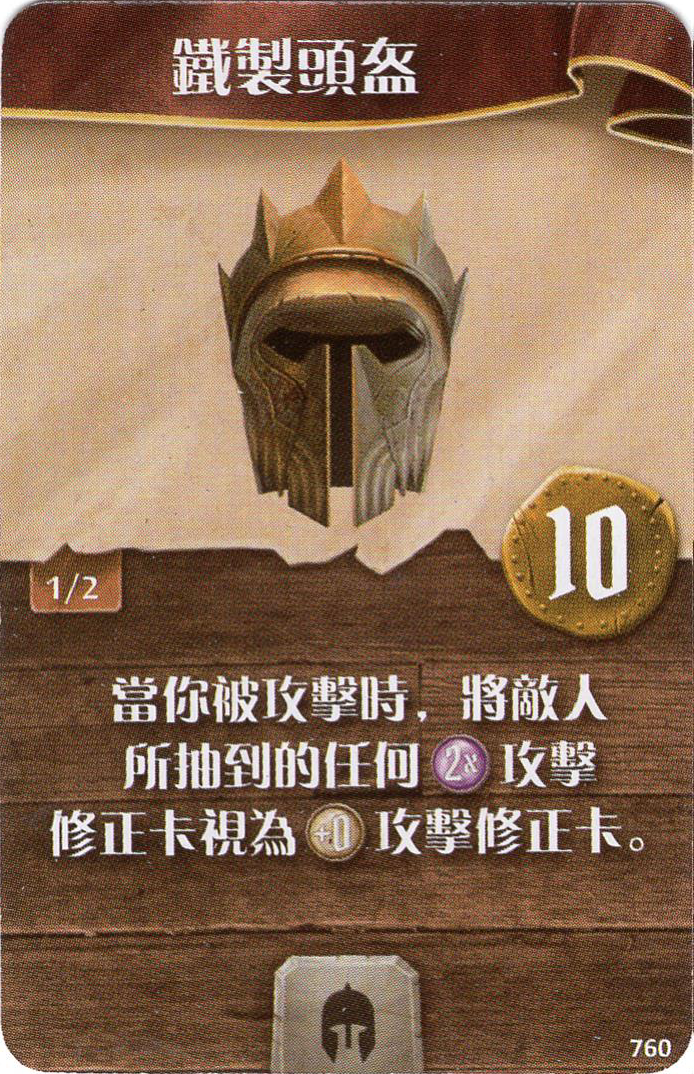 鐵製頭盔
10
1/2
當你被攻擊時，將敵人
所抽到的任何 2x 攻擊
修正卡視為 +0 攻擊修正卡。
760